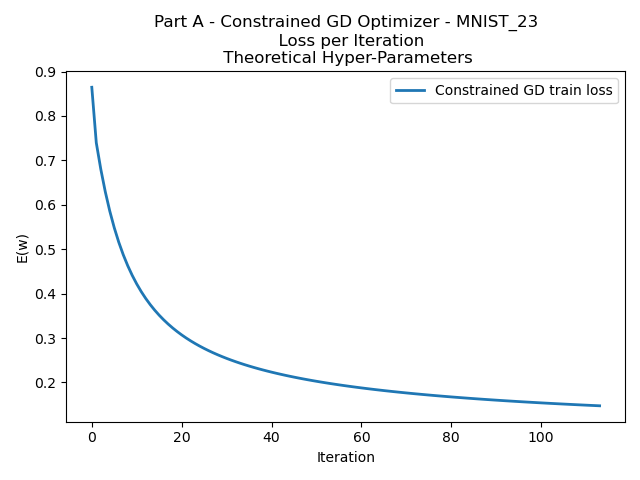 Part A - Constrained GD Optimizer - MNIST_23
Loss per Iteration
Theoretical Hyper-Parameters
Constrained GD train loss
E(w)
0.9
0.8
0.7
0.6
0.5
0.4
0.3
0.2
0 20 40 60 80 100
Iteration